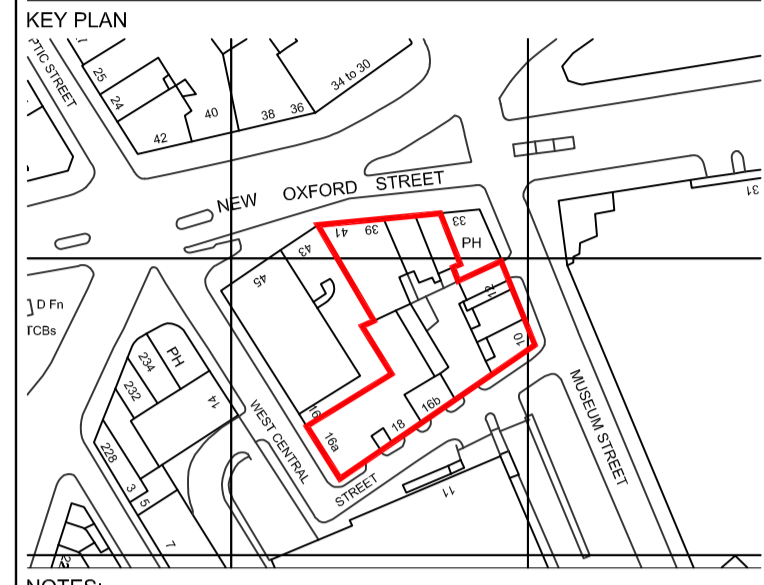 KEY PLAN
PTIC STREET
25
24
42
40
38
36
34 to 30
NEW OXFORD STREET
31
33
PH
39
41
43
45
12
10
D Fn
TCBs
PH
234
232
14
228
3
5
7
16
16a
18
16b
WEST CENTRAL
STREET
11
MUSEUM STREET
NOTES: